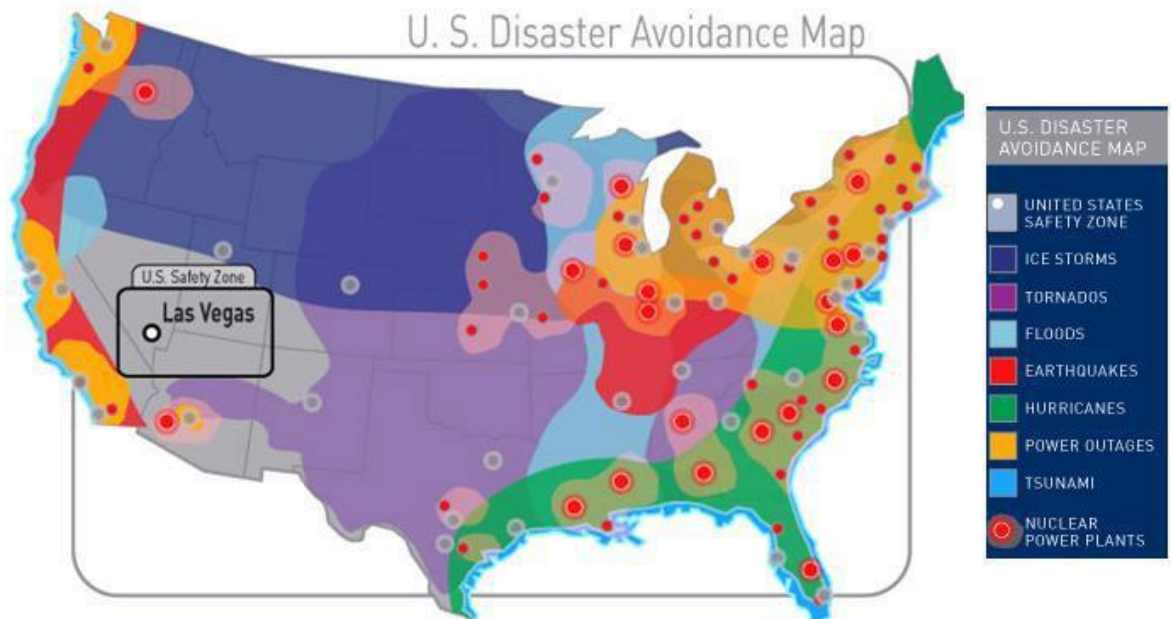 U. S. Disaster Avoidance Map
U.S. Safety Zone
Las Vegas
U.S. DISASTER
AVOIDANCE MAP
UNITED STATES
SAFETY ZONE
ICE STORMS
TORNADOS
FLOODS
EARTHQUAKES
HURRICANES
POWER OUTAGES
TSUNAMI
NUCLEAR
POWER PLANTS